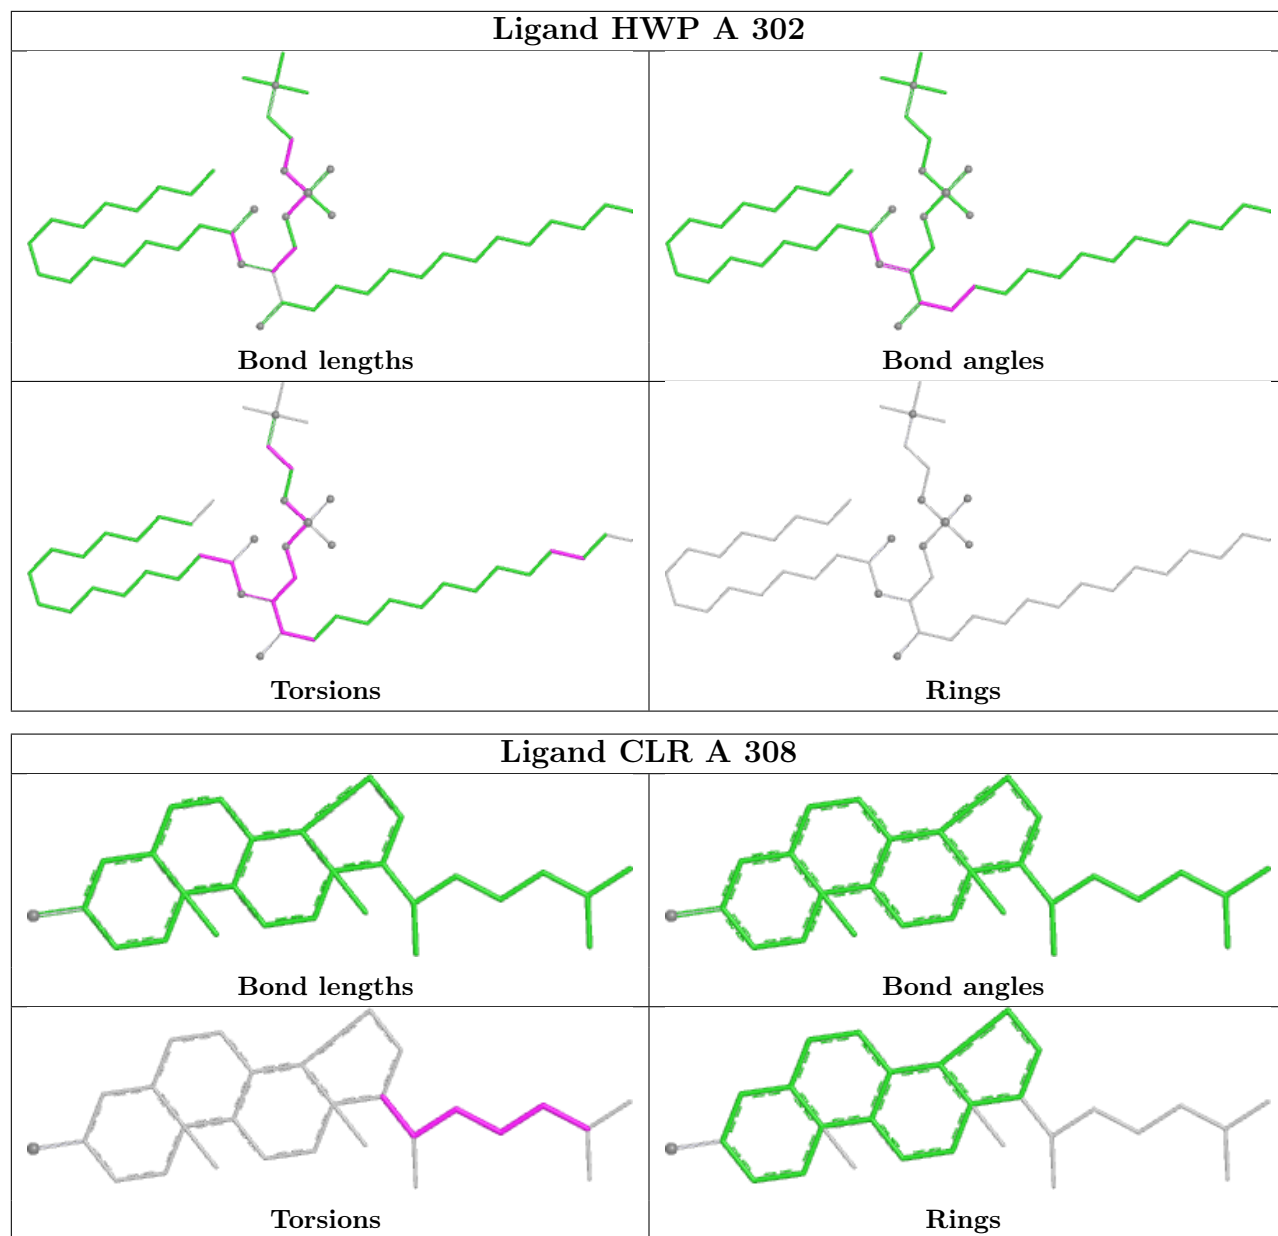 Ligand HWP A 302
Bond lengths
Bond angles
Torsions
Rings
Ligand CLR A 308
Bond lengths
Bond angles
Torsions
Rings